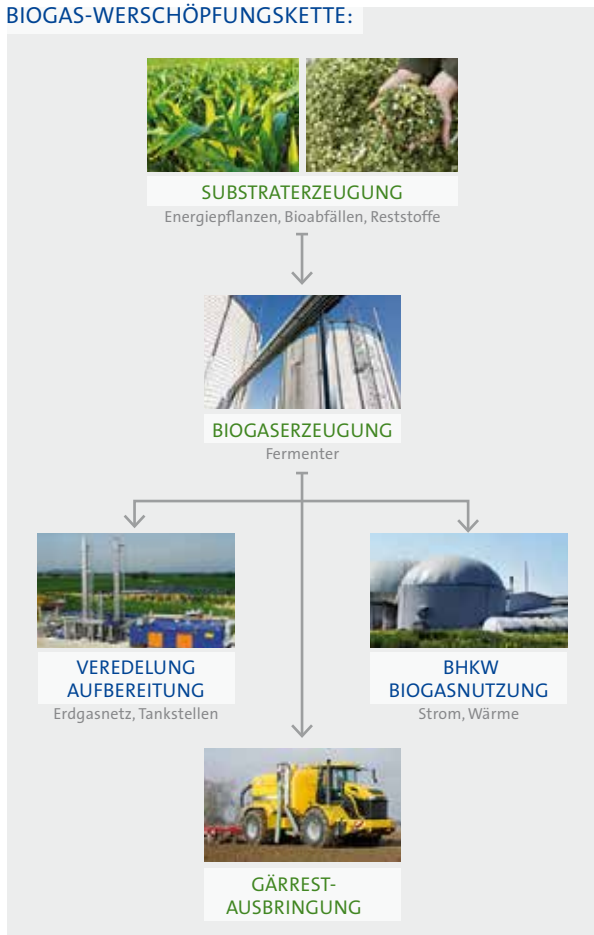 BIOGAS-WERSCHÖPFUNGSKETTE:
SUBSTRATERZEUGUNG
Energiepflanzen, Bioabfällen, Reststoffe
BIOGASERZEUGUNG
Fermenter
VEREDELUNG
AUFBEREITUNG
Erdgasnetz, Tankstellen
BHKW
BIOGASNUTZUNG
Strom, Wärme
GÄRREST-
AUSBRINGUNG